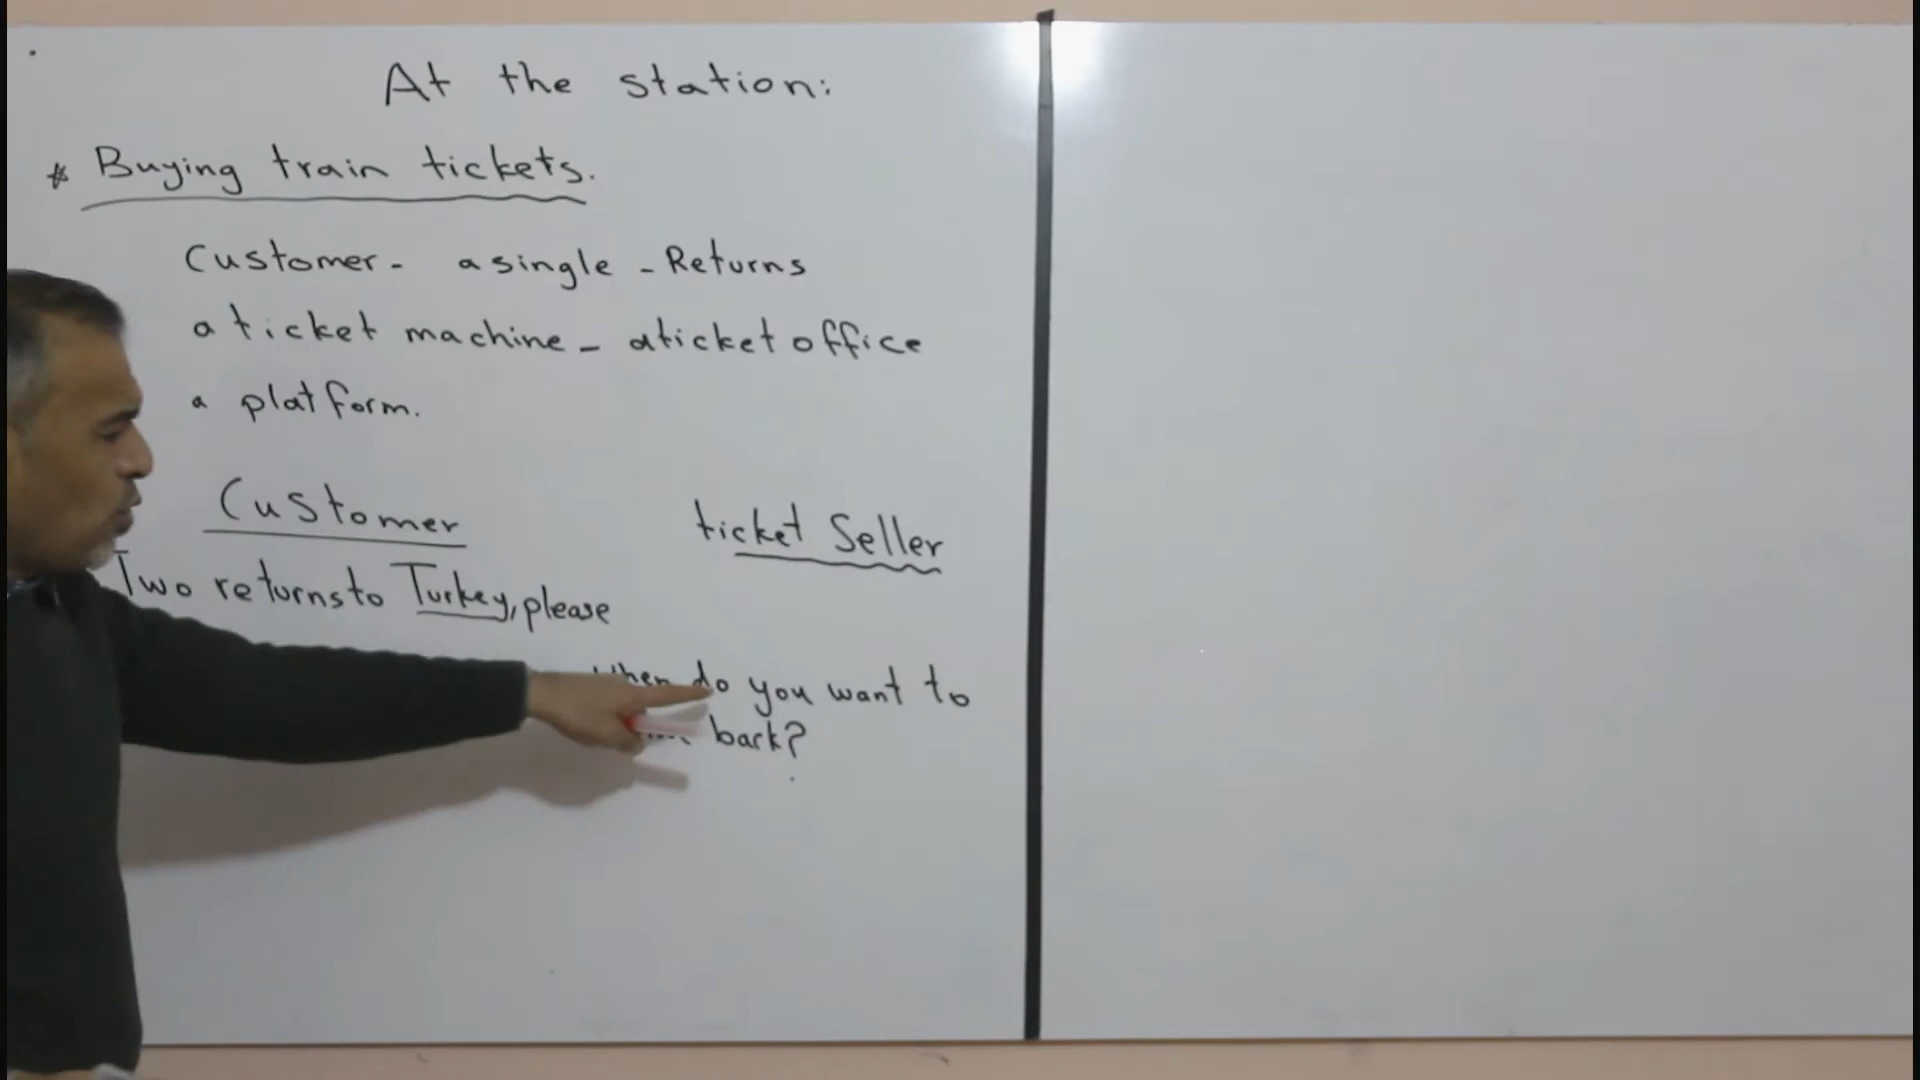 At the station:
* Buying train tickets.
Customer - a single - Returns
a ticket machine - a ticket office
a platform.
Customer
ticket Seller
Two returns to Turkey, please
When do you want to
back?